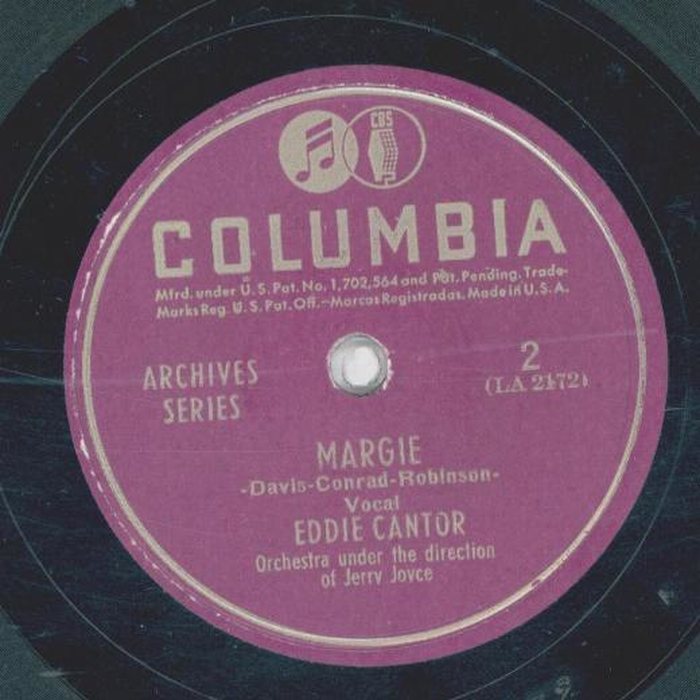 CBS
COLUMBIA
Mfrd. under U.S. Pat. No. 1,702,564 and Pat. Pending. Trade-
Marks Reg. U.S. Pat. Off.-Marcas Registradas. Made in U.S.A.
ARCHIVES
SERIES
2
(LA 2172)
MARGIE
-Davis-Conrad-Robinson-
Vocal
EDDIE CANTOR
Orchestra under the direction
of Jerry Joyce